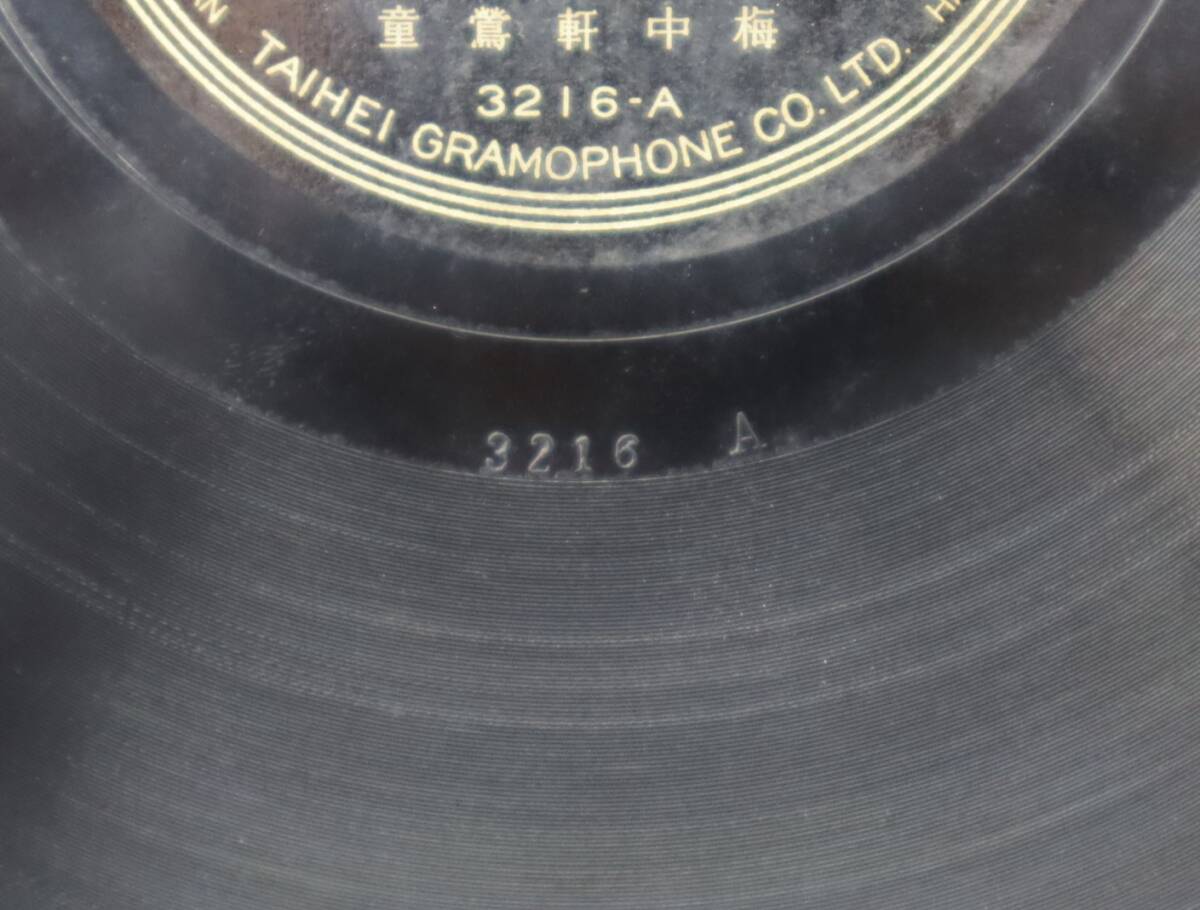 童鶯軒中梅
3216-A
TAIHEI GRAMOPHONE CO. LTD.
3216 A